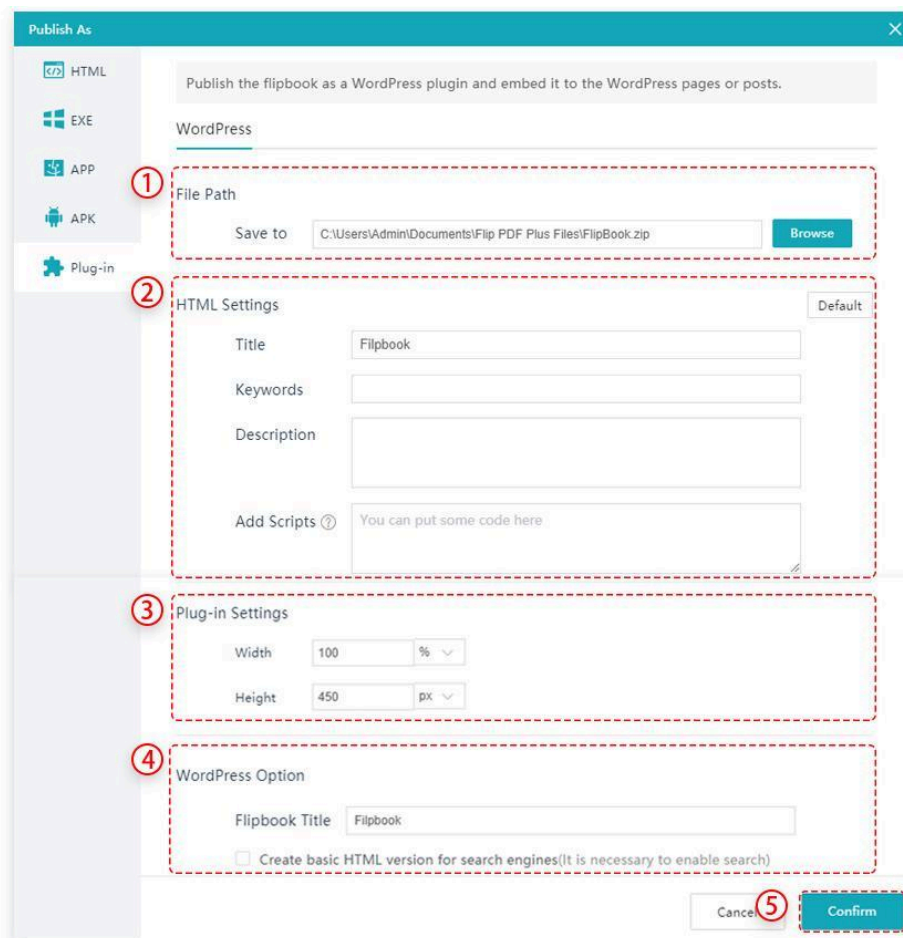 Publish As
HTML
EXE
APP
APK
Plug-in
Publish the flipbook as a WordPress plugin and embed it to the WordPress pages or posts.
WordPress
①
File Path
Save to C:\Users\Admin\Documents\Flip PDF Plus Files\FlipBook.zip Browse
②
HTML Settings Default
Title Filpbook
Keywords
Description
Add Scripts ? You can put some code here
③
Plug-in Settings
Width 100 %
Height 450 px
④
WordPress Option
Flipbook Title Filpbook
Create basic HTML version for search engines(It is necessary to enable search)
Cancel ⑤ Confirm